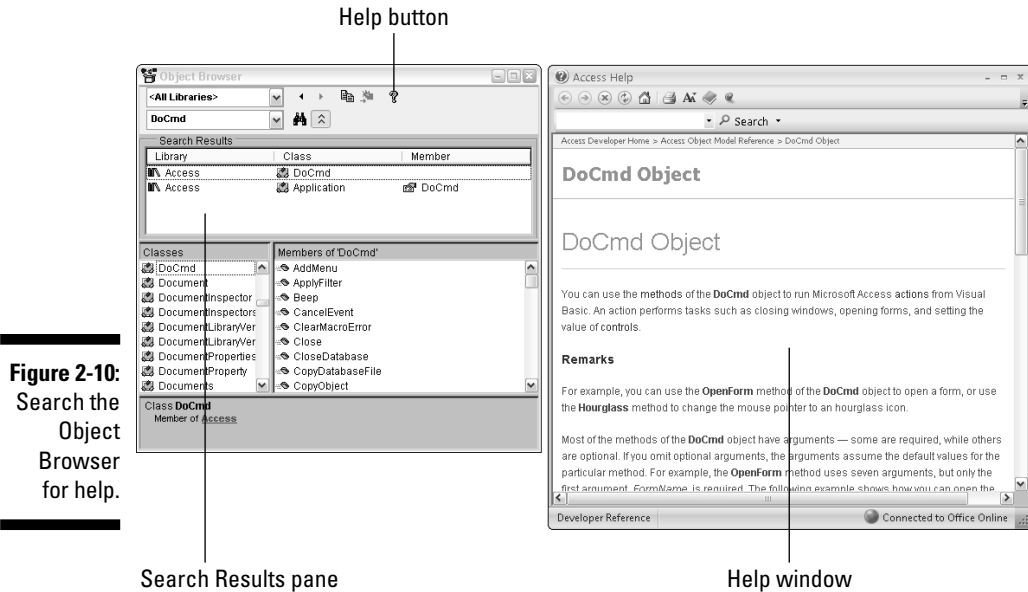 Help button
Object Browser
<All Libraries>
DoCmd
Search Results
Library Class Member
Access DoCmd
Access Application DoCmd
Classes
DoCmd
Document
DocumentInspector
DocumentInspectors
DocumentLibraryVer
DocumentLibraryVer
DocumentProperties
DocumentProperty
Documents
Members of 'DoCmd'
AddMenu
ApplyFilter
Beep
CancelEvent
ClearMacroError
Close
CloseDatabase
CopyDatabaseFile
CopyObject
Class DoCmd
Member of Access
Access Help
Search
Access Developer Home > Access Object Model Reference > DoCmd Object
DoCmd Object
DoCmd Object
You can use the methods of the DoCmd object to run Microsoft Access actions from Visual
Basic. An action performs tasks such as closing windows, opening forms, and setting the
value of controls.
Remarks
For example, you can use the OpenForm method of the DoCmd object to open a form, or use
the Hourglass method to change the mouse pointer to an hourglass icon.
Most of the methods of the DoCmd object have arguments — some are required, while others
are optional. If you omit optional arguments, the arguments assume the default values for the
particular method. For example, the OpenForm method uses seven arguments, but only the
first argument, FormName, is required. The following example shows how you can open the
Developer Reference
Connected to Office Online
Figure 2-10:
Search the
Object
Browser
for help.
Search Results pane
Help window